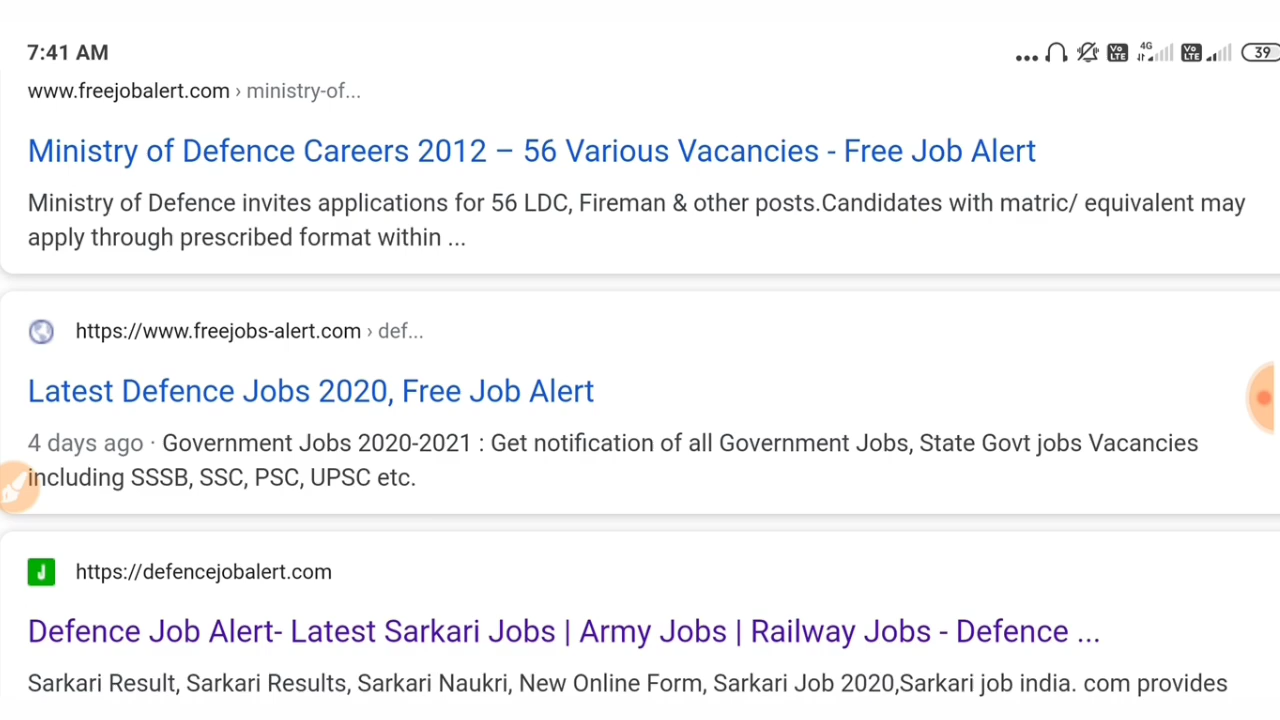 7:41 AM
... Vo LTE 4G Vo LTE 39
www.freejobalert.com › ministry-of...
Ministry of Defence Careers 2012 – 56 Various Vacancies - Free Job Alert
Ministry of Defence invites applications for 56 LDC, Fireman & other posts.Candidates with matric/ equivalent may
apply through prescribed format within ...
https://www.freejobs-alert.com › def...
Latest Defence Jobs 2020, Free Job Alert
4 days ago · Government Jobs 2020-2021 : Get notification of all Government Jobs, State Govt jobs Vacancies
including SSSB, SSC, PSC, UPSC etc.
J https://defencejobalert.com
Defence Job Alert- Latest Sarkari Jobs | Army Jobs | Railway Jobs - Defence ...
Sarkari Result, Sarkari Results, Sarkari Naukri, New Online Form, Sarkari Job 2020,Sarkari job india. com provides